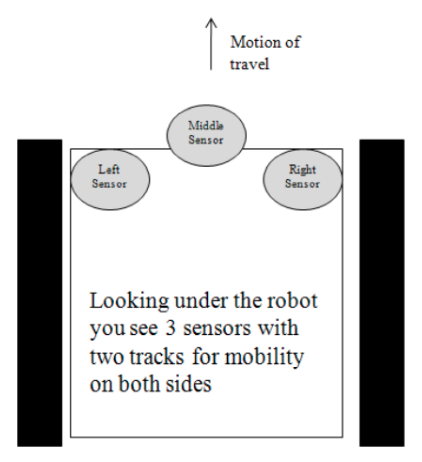 Motion of
travel
Middle
Sensor
Left
Sensor
Right
Sensor
Looking under the robot
you see 3 sensors with
two tracks for mobility
on both sides